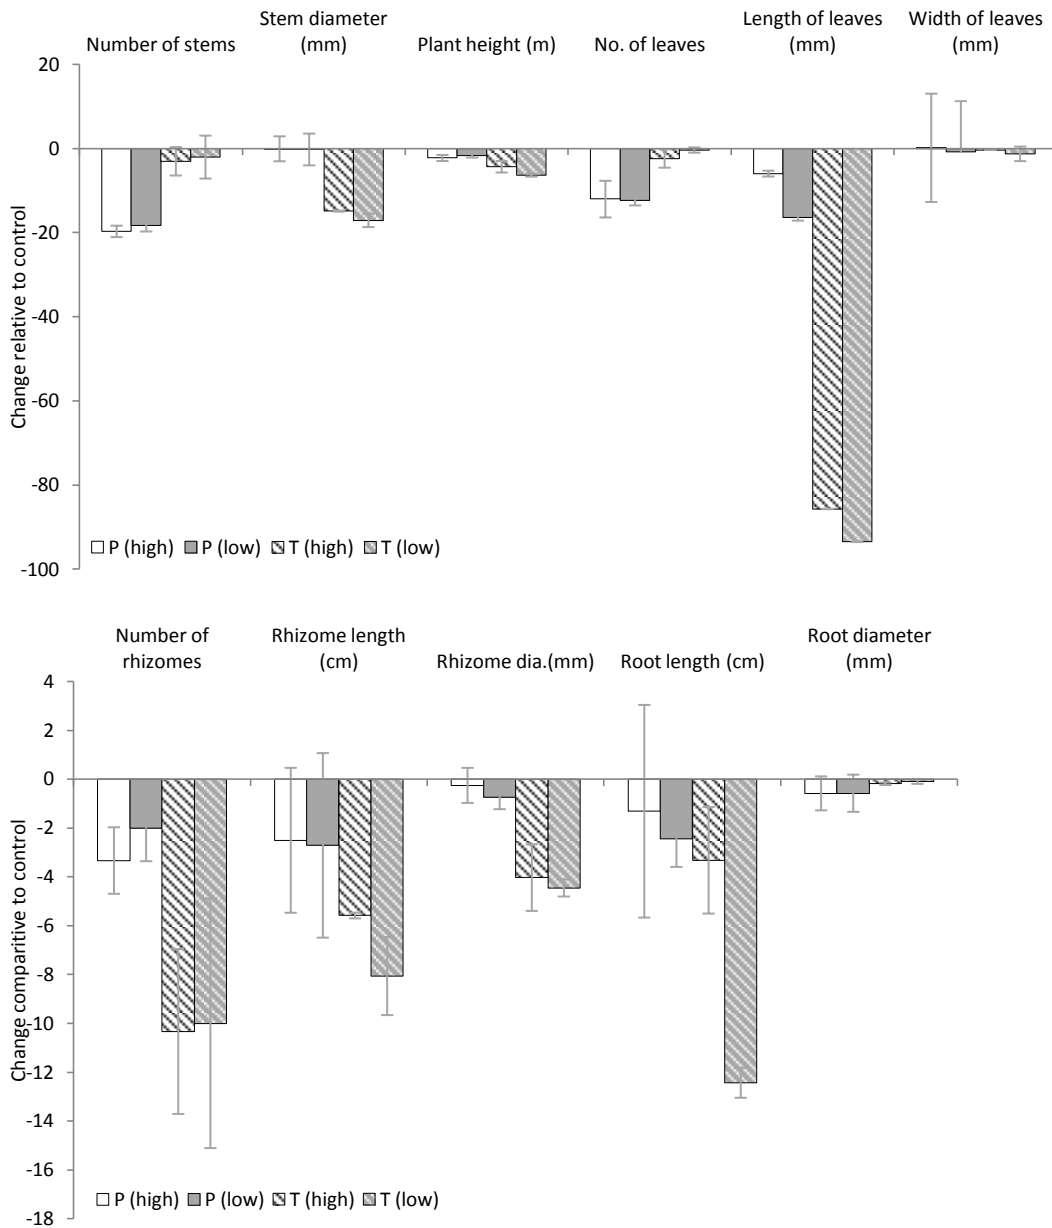 Stem diameter
Length of leaves
Width of leaves
Number of stems
(mm)
Plant height (m)
No. of leaves
(mm)
(mm)
20
0
-20
-40
-60
-80
-100
Change relative to control
P (high) P (low) T (high) T (low)
Number of
rhizomes
Rhizome length
(cm)
Rhizome dia.(mm)
Root length (cm)
Root diameter
(mm)
4
2
0
-2
-4
-6
-8
-10
-12
-14
-16
-18
Change comparitive to control
P (high) P (low) T (high) T (low)